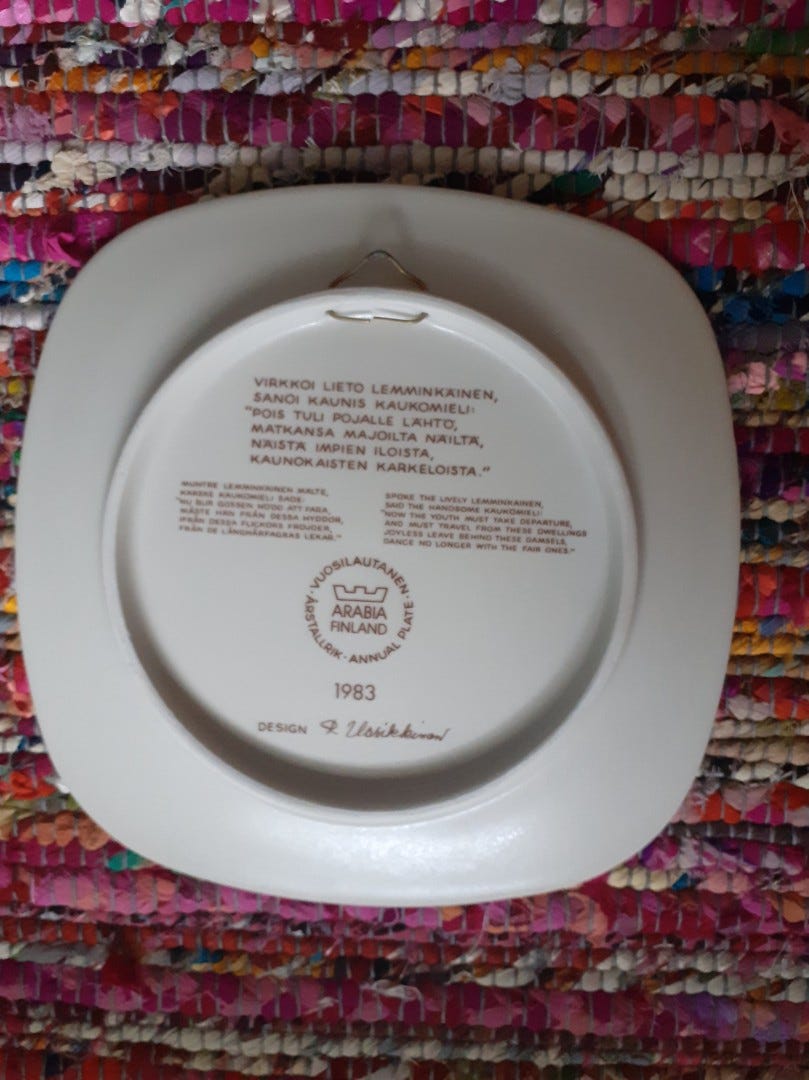 VIRKKOI LIETO LEMMINKÄINEN,
SANOI KAUNIS KAUKOMIELI:
"POIS TULI POJALLE LÄHTÖ,
MATKANSA MAJOILTA NÄILTÄ,
NÄISTÄ IMPIEN ILOISTA,
KAUNOKAISTEN KARKELOISTA."
MUNTRE LEMMINKÄINEN MÄLTE,
KARSKE KAUKOMIELI SADE:
"NU BLIR GOSSEN NÖDD ATT FARA,
MÅSTE HÄN FRÅN DESSA HYDDOR,
IFRÅN DESSA FLICKORS FRÖJDER,
FRÅN DE LÅNGHÅRFAGRAS LEKAR."
SPOKE THE LIVELY LEMMINKAINEN,
SAID THE HANDSOME KAUKOMIELI:
"NOW THE YOUTH MUST TAKE DEPARTURE,
AND MUST TRAVEL FROM THESE DWELLINGS
JOYLESS LEAVE BEHIND THESE DAMSELS,
DANCE NO LONGER WITH THE FAIR ONES."
VUOSILAUTANEN · ANNUAL PLATE · ÅRSTALLRIK ·
ARABIA
FINLAND
1983
DESIGN R. Uosikkinen